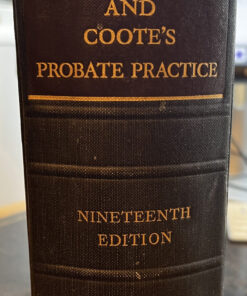 AND
COOTE'S
PROBATE PRACTICE
NINETEENTH
EDITION